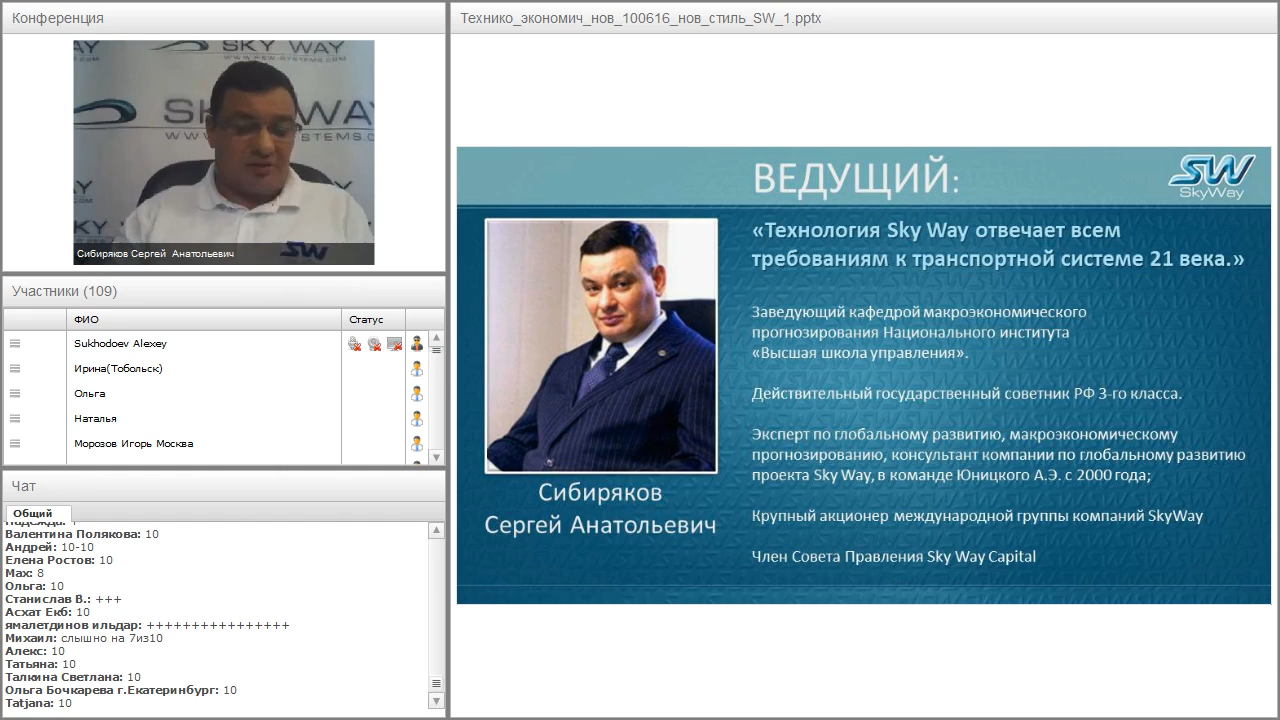 Конференция
SKY WAY
WWW.RSW-SYSTEMS.COM
SKY WAY
Сибиряков Сергей Анатольевич
SW
Участники (109)
ФИО
Статус
Sukhodoev Alexey
Ирина(Тобольск)
Ольга
Наталья
Морозов Игорь Москва
Чат
Общий
Валентина Полякова: 10
Андрей: 10-10
Елена Ростов: 10
Max: 8
Ольга: 10
Станислав В.: +++
Асхат Екб: 10
ямалетдинов ильдар: ++++++++++++++++
Михаил: слышно на 7из10
Алекс: 10
Татьяна: 10
Талкина Светлана: 10
Ольга Бочкарева г.Екатеринбург: 10
Tatjana: 10
Технико_экономич_нов_100616_нов_стиль_SW_1.pptx
ВЕДУЩИЙ:
SW
SkyWay
«Технология Sky Way отвечает всем
требованиям к транспортной системе 21 века.»
Заведующий кафедрой макроэкономического
прогнозирования Национального института
«Высшая школа управления».
Действительный государственный советник РФ 3-го класса.
Эксперт по глобальному развитию, макроэкономическому
прогнозированию, консультант компании по глобальному развитию
проекта Sky Way, в команде Юницкого А.Э. с 2000 года;
Крупный акционер международной группы компаний SkyWay
Член Совета Правления Sky Way Capital
Сибиряков
Сергей Анатольевич